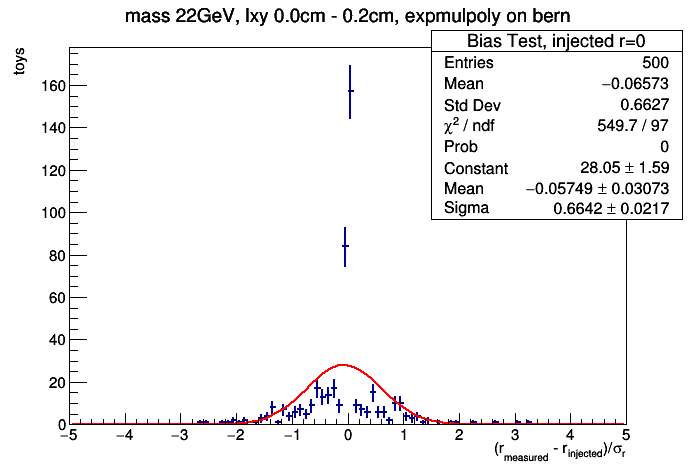 mass 22GeV, lxy 0.0cm - 0.2cm, expmulpoly on bern
toys
Bias Test, injected r=0
Entries 500
Mean −0.06573
Std Dev 0.6627
χ² / ndf 549.7 / 97
Prob 0
Constant 28.05 ± 1.59
Mean −0.05749 ± 0.03073
Sigma 0.6642 ± 0.0217
160
140
120
100
80
60
40
20
0
−5 −4 −3 −2 −1 0 1 2 3 4 5
(r_measured - r_injected)/σ_r